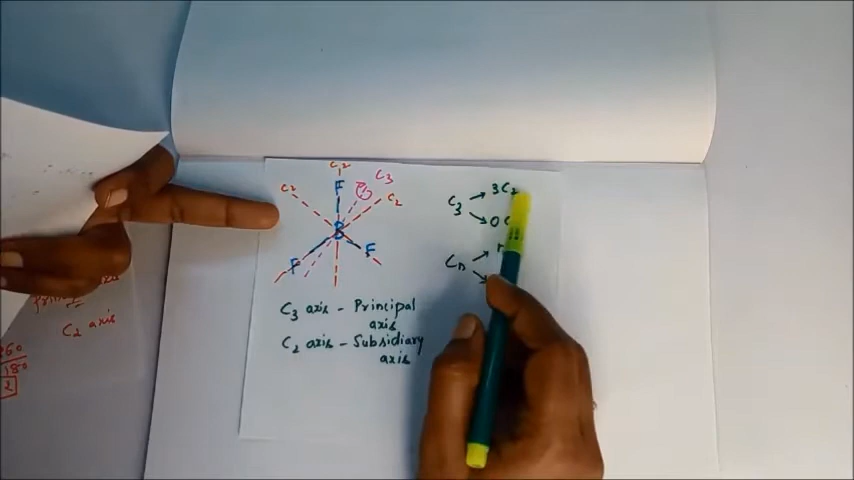 C2
C3
F
C2
C2
B
F
F
C3 axis - Principal
axis
C2 axis - Subsidiary
axis
C3 → 3C2
→ 0
Cn
C2 axis
360
180
2